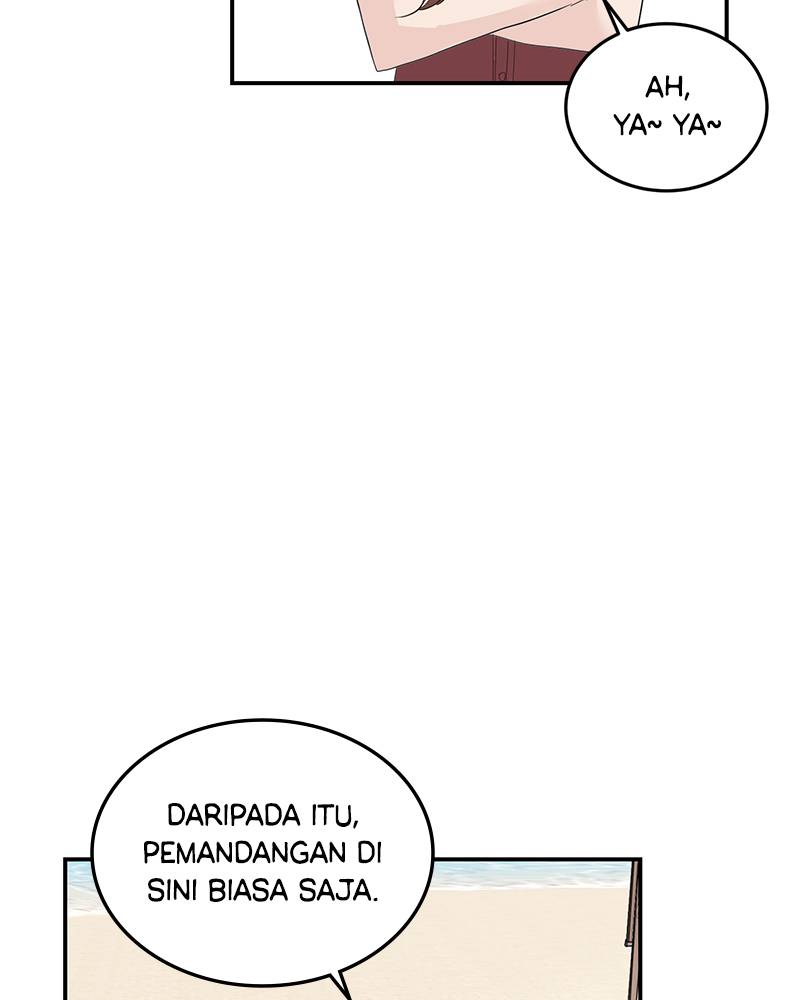 AH,
YA~ YA~
DARIPADA ITU,
PEMANDANGAN DI
SINI BIASA SAJA.